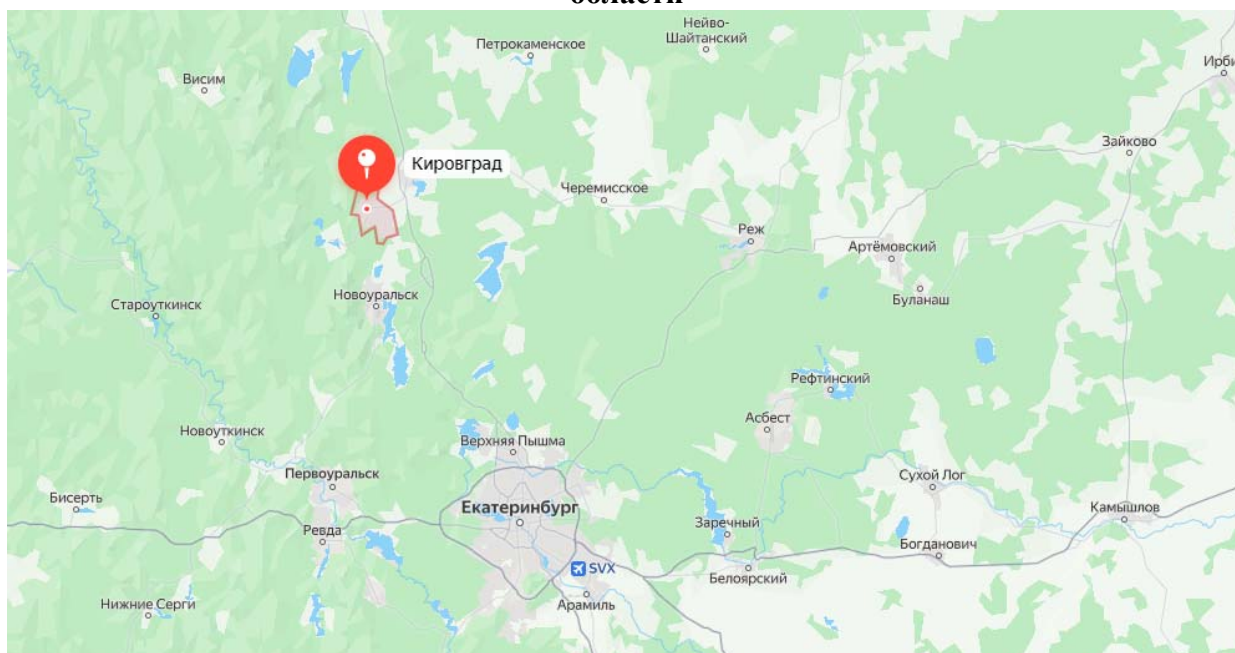 области
Нейво-
Шайтанский
Петрокаменское
Висим
Ирби
Зайково
Кировград
Черемисское
Реж
Артёмовский
Буланаш
Новоуральск
Староуткинск
Рефтинский
Асбест
Новоуткинск
Верхняя Пышма
Первоуральск
Сухой Лог
Бисерть
Екатеринбург
Камышлов
Ревда
Заречный
Богданович
SVX
Белоярский
Нижние Серги
Арамиль